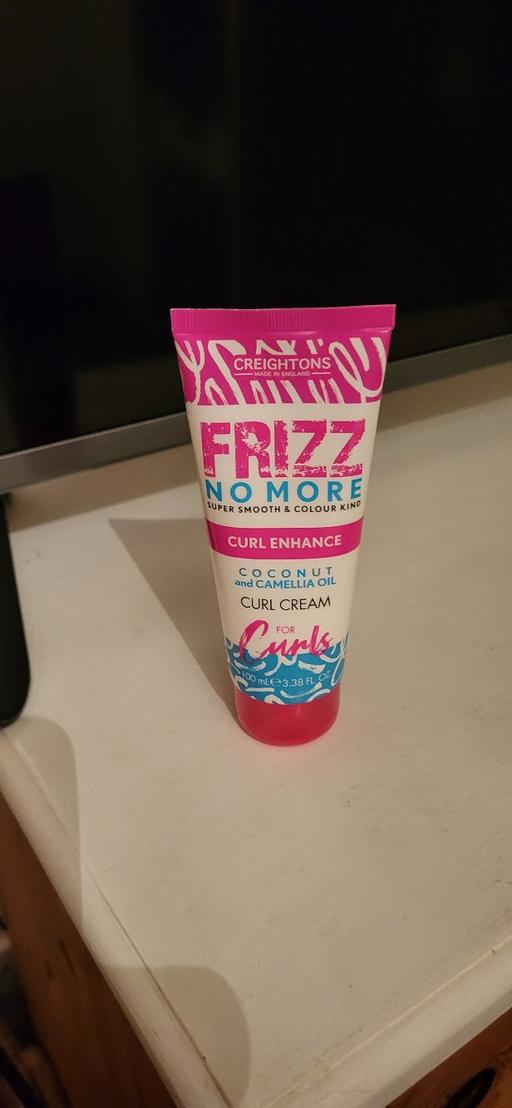 CREIGHTONS
MADE IN ENGLAND
FRIZZ
NO MORE
SUPER SMOOTH & COLOUR KIND
CURL ENHANCE
COCONUT
and CAMELLIA OIL
CURL CREAM
FOR
Curls
100 mL ℮ 3.38 FL. OZ.